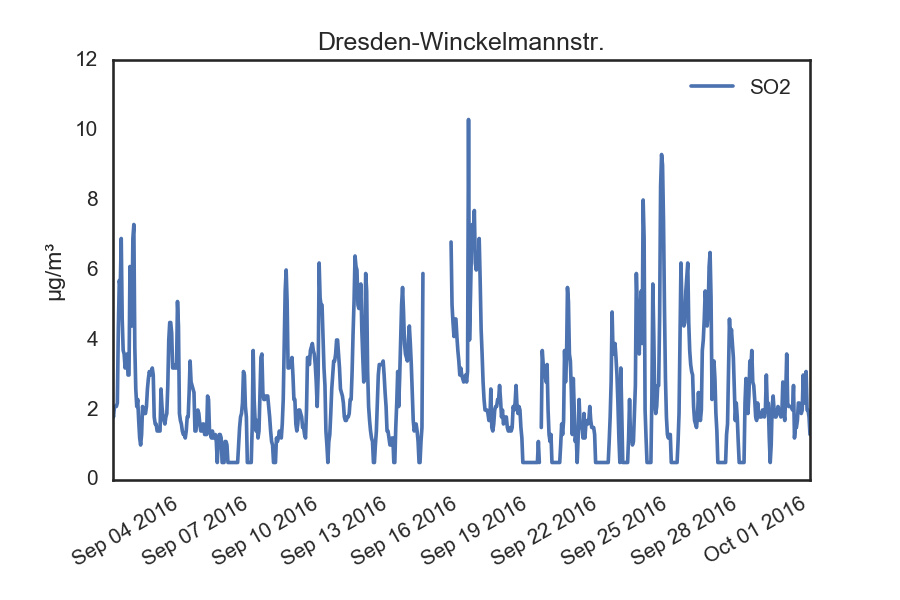 Dresden-Winckelmannstr.
12
10
8
6
4
2
0
µg/m³
SO2
Sep 04 2016
Sep 07 2016
Sep 10 2016
Sep 13 2016
Sep 16 2016
Sep 19 2016
Sep 22 2016
Sep 25 2016
Sep 28 2016
Oct 01 2016